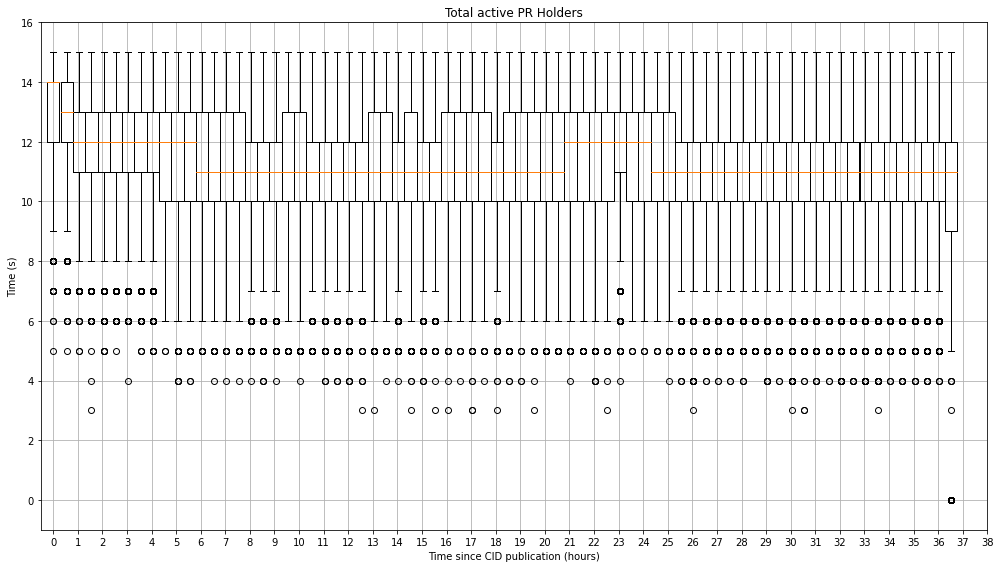 Total active PR Holders
Time (s)
16
14
12
10
8
6
4
2
0
0 1 2 3 4 5 6 7 8 9 10 11 12 13 14 15 16 17 18 19 20 21 22 23 24 25 26 27 28 29 30 31 32 33 34 35 36 37 38
Time since CID publication (hours)